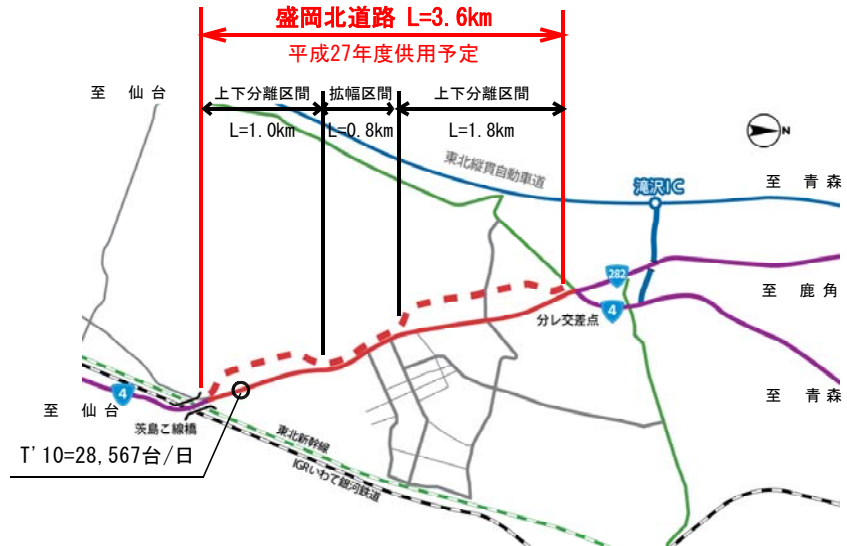 盛岡北道路 L=3.6km
平成27年度供用予定
至 仙台
上下分離区間
拡幅区間
上下分離区間
L=1.0km
L=0.8km
L=1.8km
N
東北縦貫自動車道
滝沢IC
至 青森
282
至 鹿角
4
分レ交差点
4
至 青森
至 仙台
茨島こ線橋
東北新幹線
T'10=28,567台/日
IGRいわて銀河鉄道